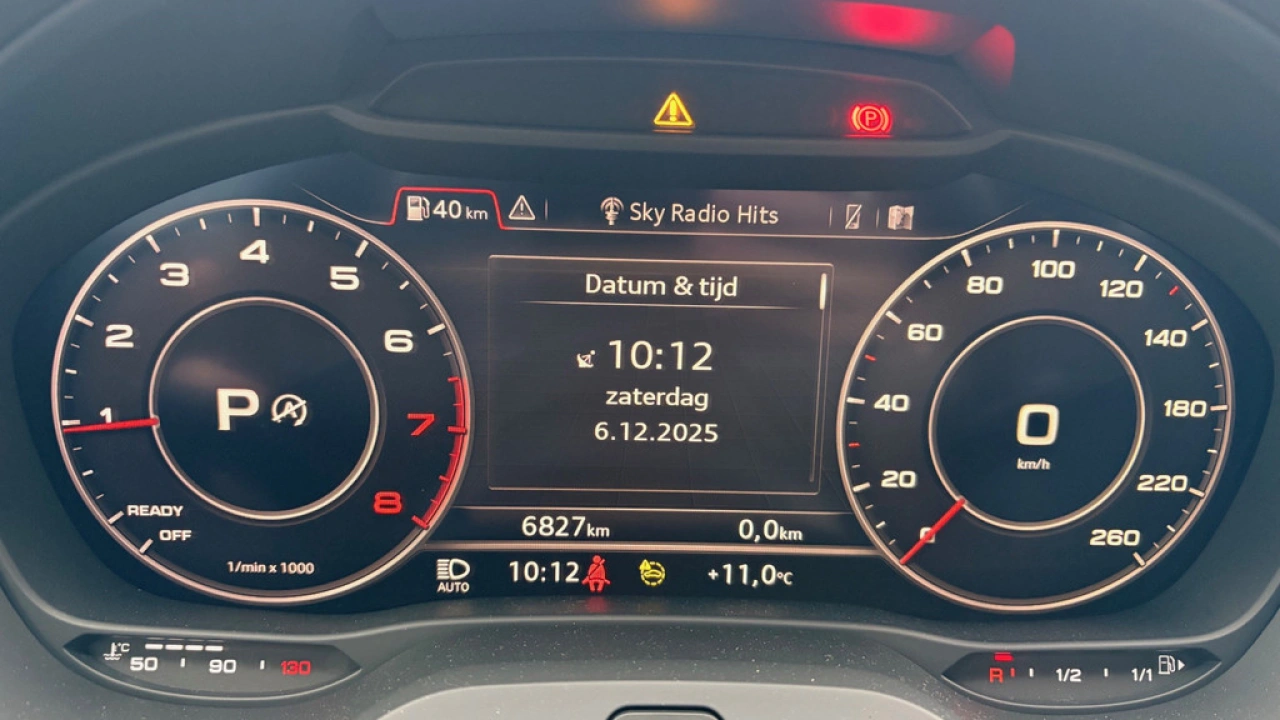 P
40 km
Sky Radio Hits
Datum & tijd
10:12
zaterdag
6.12.2025
6827km
0,0km
AUTO
10:12
+11,0°C
1
2
3
4
5
6
7
8
READY
OFF
1/min x 1000
P
A
0
20
40
60
80
100
120
140
180
220
260
0
km/h
°C
50
90
130
R
1/2
1/1